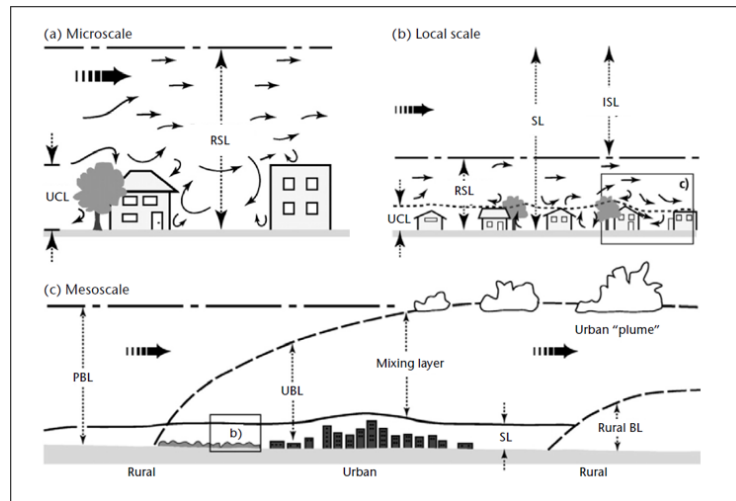 (a) Microscale
RSL
UCL
(b) Local scale
SL
ISL
RSL
UCL
c)
(c) Mesoscale
Urban “plume”
PBL
UBL
Mixing layer
b)
SL
Rural BL
Rural
Urban
Rural